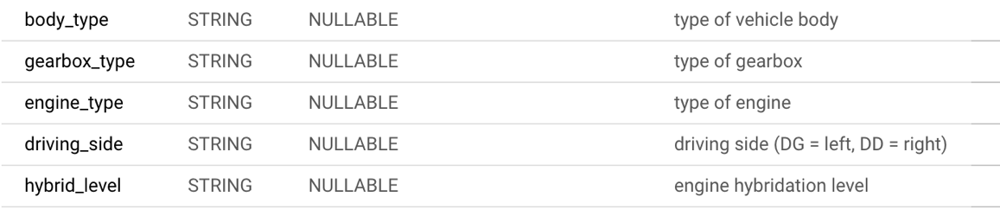 body_type STRING NULLABLE type of vehicle body
gearbox_type STRING NULLABLE type of gearbox
engine_type STRING NULLABLE type of engine
driving_side STRING NULLABLE driving side (DG = left, DD = right)
hybrid_level STRING NULLABLE engine hybridation level